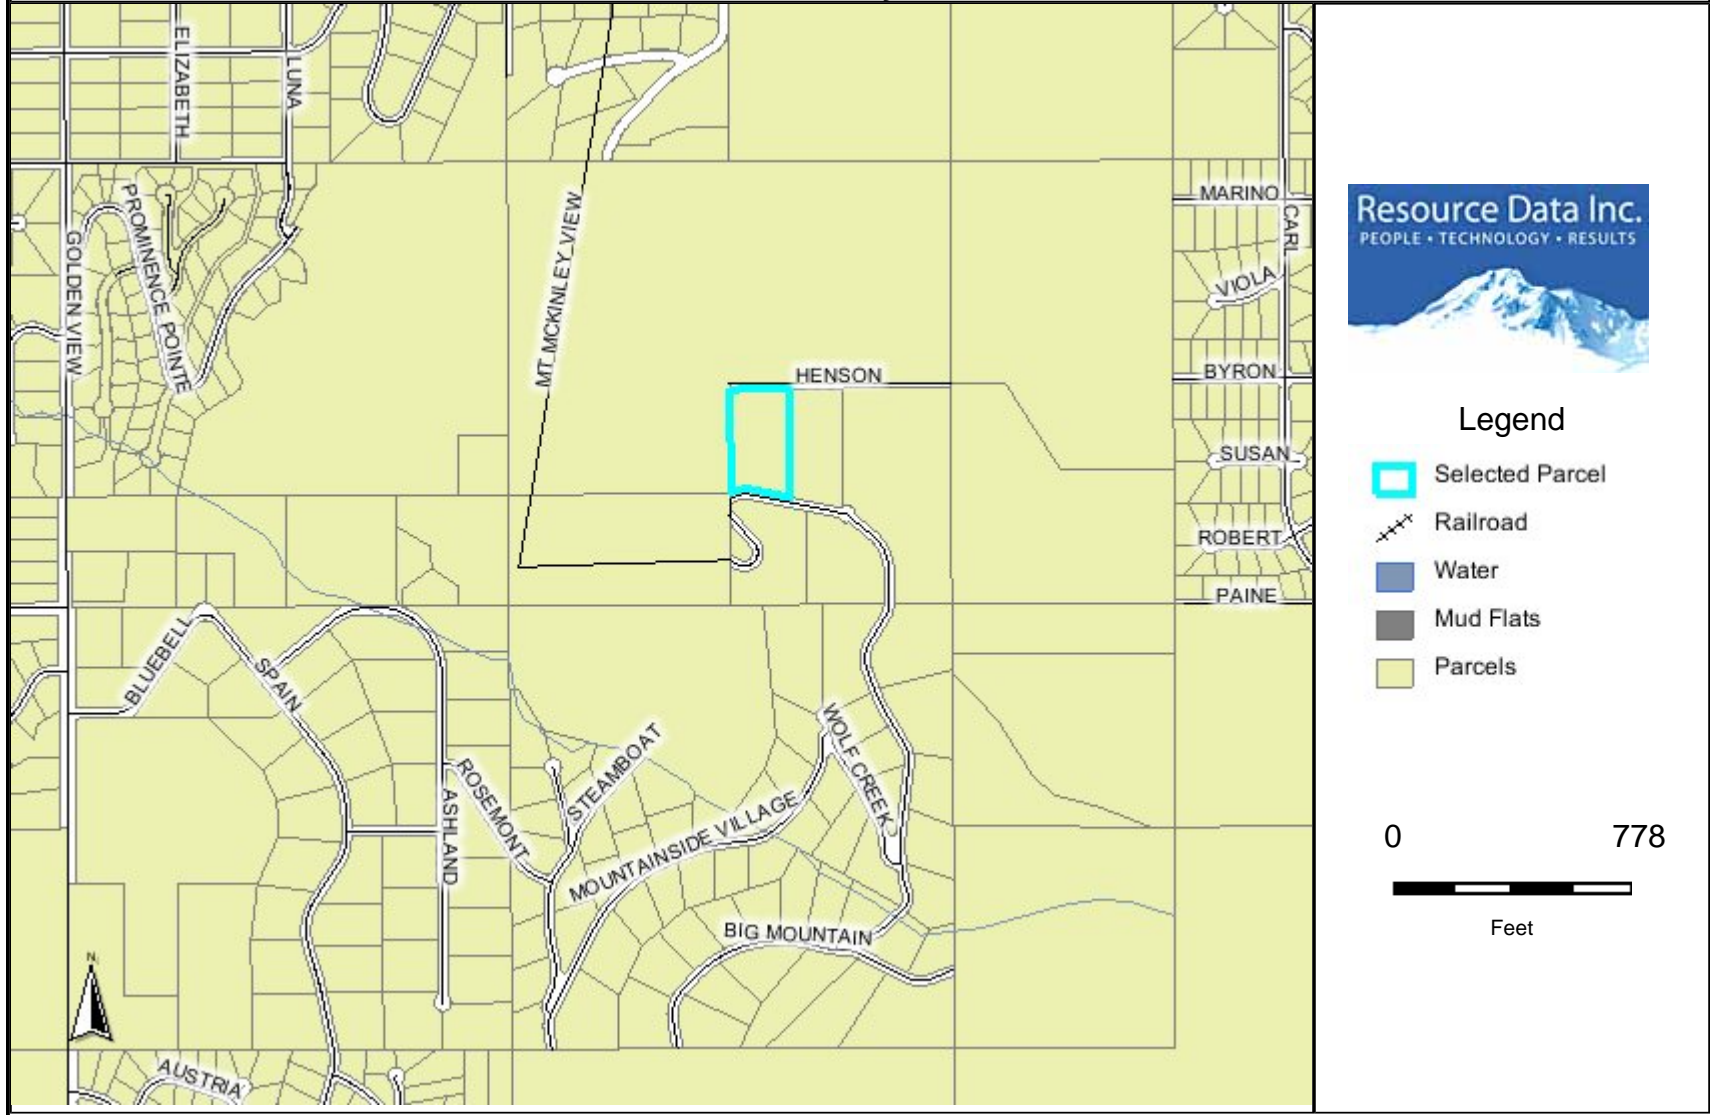 ELIZABETH
LUNA
PROMINENCE POINTE
GOLDEN VIEW
MT MCKINLEY VIEW
MARINO
CARL
VIOLA
HENSON
BYRON
SUSAN
ROBERT
PAINE
BLUEBELL
SPAIN
WOLF CREEK
STEAMBOAT
ROSEMONT
ASHLAND
MOUNTAINSIDE VILLAGE
BIG MOUNTAIN
N
AUSTRIA
Resource Data Inc.
PEOPLE • TECHNOLOGY • RESULTS
Legend
Selected Parcel
Railroad
Water
Mud Flats
Parcels
0 778
Feet